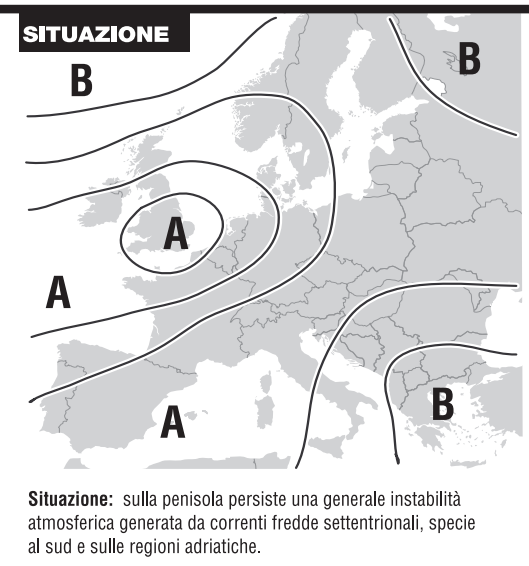 SITUAZIONE
B
B
A
A
A
B
Situazione: sulla penisola persiste una generale instabilità
atmosferica generata da correnti fredde settentrionali, specie
al sud e sulle regioni adriatiche.